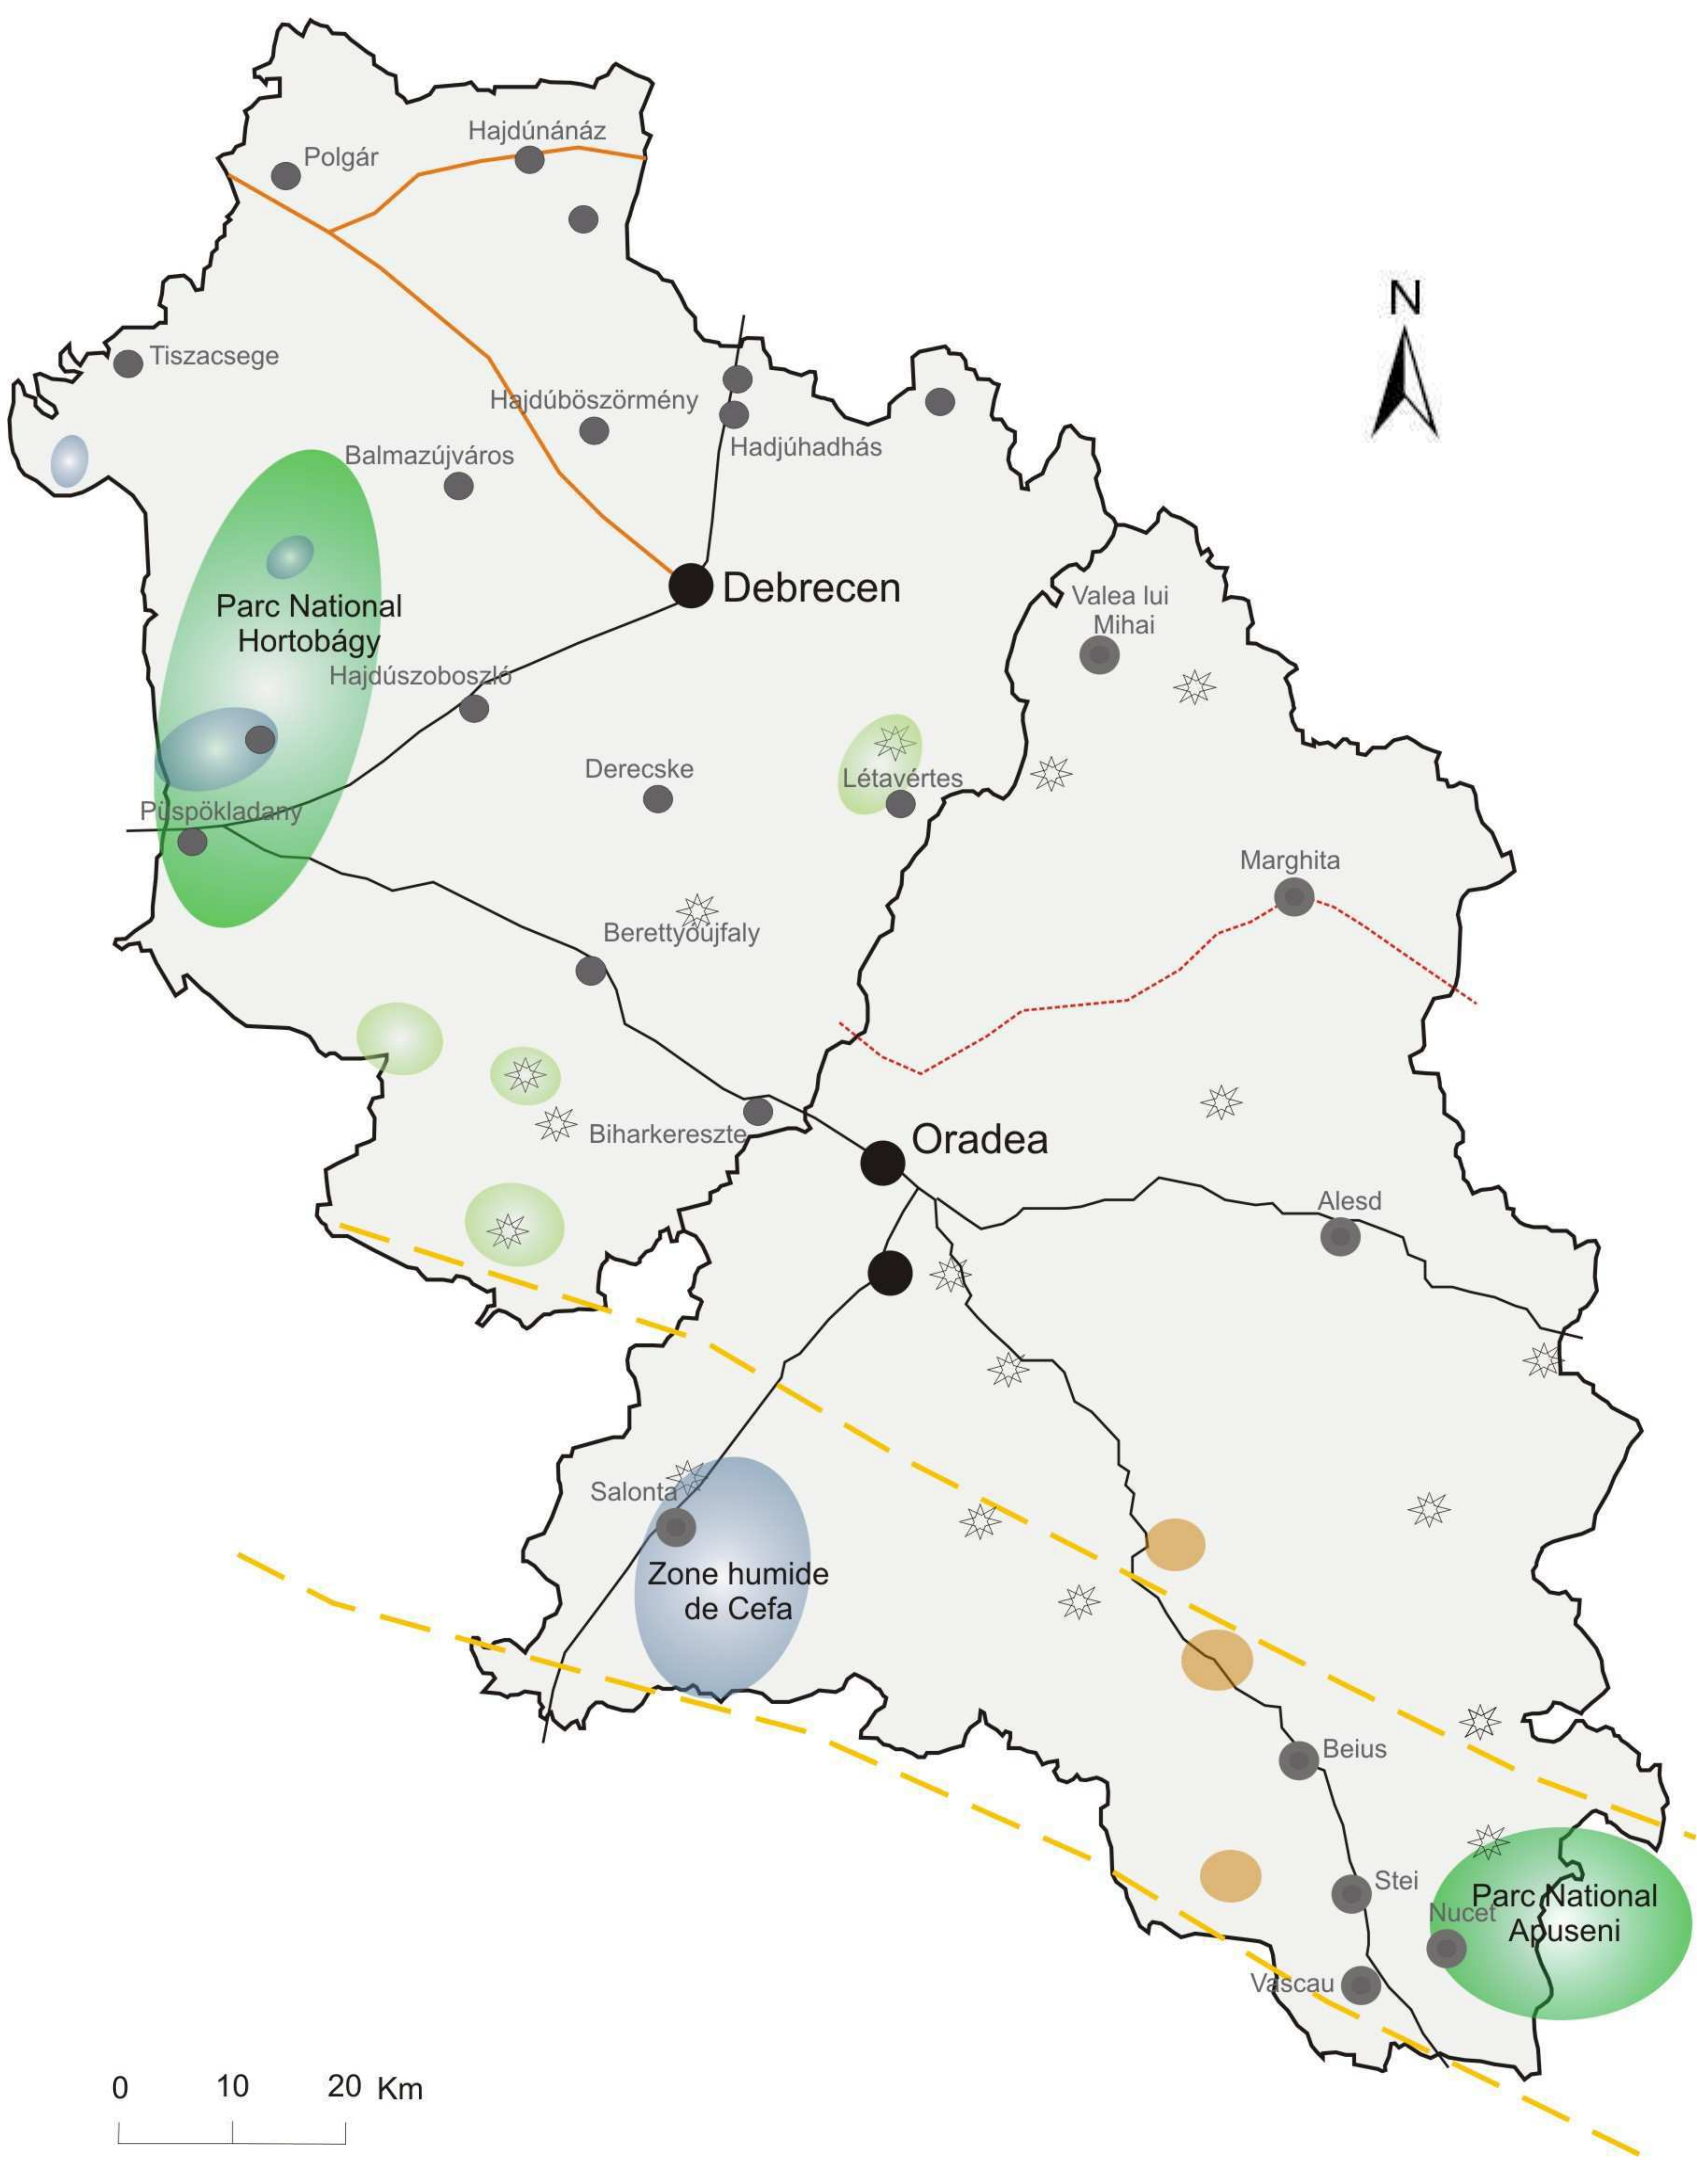 Hajdúnánáz
Polgár
N
Tiszacsege
Hajdúböszörmény
Hadjúhadhás
Balmazújváros
Debrecen
Valea lui
Mihai
Parc National
Hortobágy
Hajdúszoboszló
Derecske
Létavértes
Püspökladany
Marghita
Berettyóújfaly
Biharkereszte
Oradea
Alesd
Salonta
Zone humide
de Cefa
Beius
Stei
Parc National
Apuseni
Nucet
Vascau
0 10 20 Km